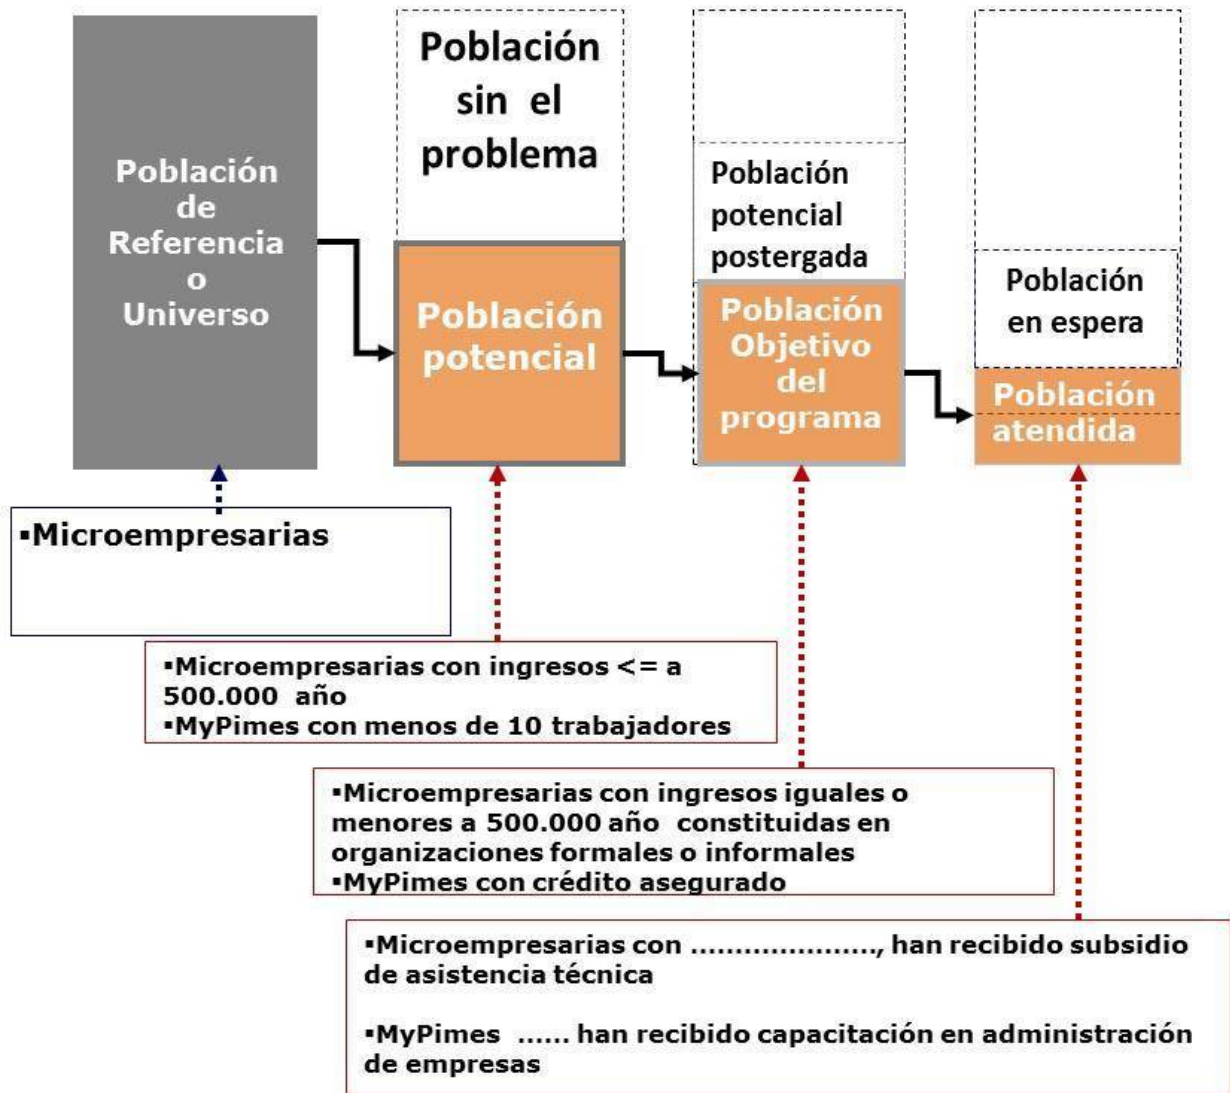 Población
de
Referencia
o
Universo
Población
sin el
problema
Población
potencial
Población
potencial
postergada
Población
Objetivo
del
programa
Población
en espera
Población
atendida
▪Microempresarias
▪Microempresarias con ingresos <= a
500.000 año
▪MyPimes con menos de 10 trabajadores
▪Microempresarias con ingresos iguales o
menores a 500.000 año constituidas en
organizaciones formales o informales
▪MyPimes con crédito asegurado
▪Microempresarias con ....................., han recibido subsidio
de asistencia técnica
▪MyPimes ...... han recibido capacitación en administración
de empresas